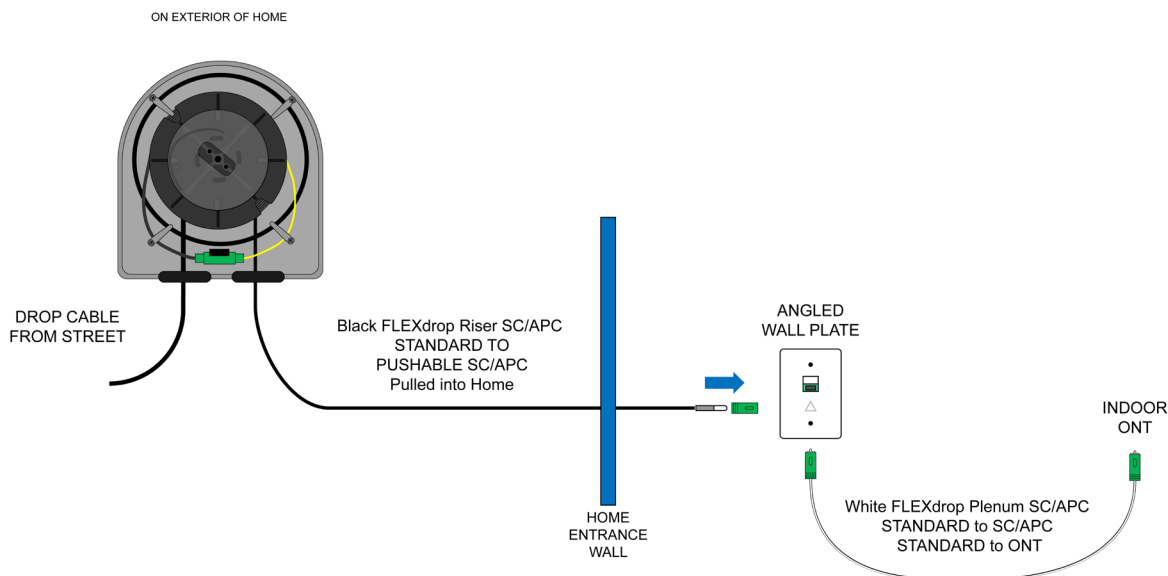 ON EXTERIOR OF HOME
DROP CABLE
FROM STREET
Black FLEXdrop Riser SC/APC
STANDARD TO
PUSHABLE SC/APC
Pulled into Home
HOME
ENTRANCE
WALL
ANGLED
WALL PLATE
INDOOR
ONT
White FLEXdrop Plenum SC/APC
STANDARD to SC/APC
STANDARD to ONT